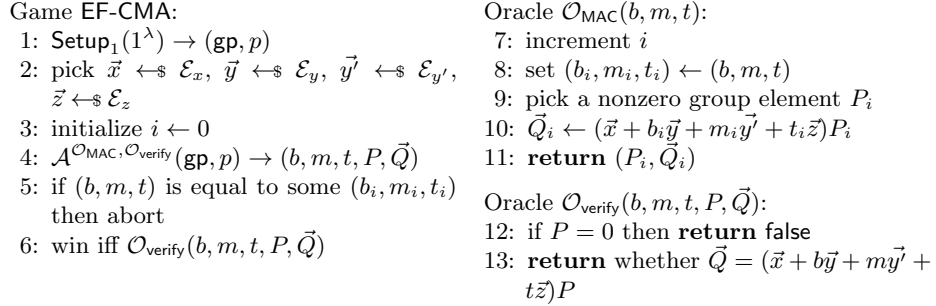 Game EF-CMA:
1: Setup₁(1^λ) → (gp, p)
2: pick x⃗ ←$ ℰ_x, y⃗ ←$ ℰ_y, y⃗′ ←$ ℰ_y′,
z⃗ ←$ ℰ_z
3: initialize i ← 0
4: 𝒜^{𝒪_MAC, 𝒪_verify}(gp, p) → (b, m, t, P, Q⃗)
5: if (b, m, t) is equal to some (b_i, m_i, t_i)
then abort
6: win iff 𝒪_verify(b, m, t, P, Q⃗)
Oracle 𝒪_MAC(b, m, t):
7: increment i
8: set (b_i, m_i, t_i) ← (b, m, t)
9: pick a nonzero group element P_i
10: Q⃗_i ← (x⃗ + b_i y⃗ + m_i y⃗′ + t_i z⃗)P_i
11: return (P_i, Q⃗_i)
Oracle 𝒪_verify(b, m, t, P, Q⃗):
12: if P = 0 then return false
13: return whether Q⃗ = (x⃗ + b y⃗ + m y⃗′ +
t z⃗)P